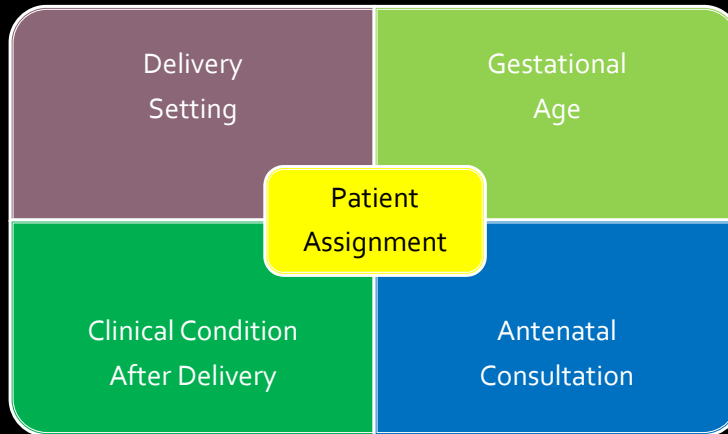 Delivery
Setting
Gestational
Age
Patient
Assignment
Clinical Condition
After Delivery
Antenatal
Consultation